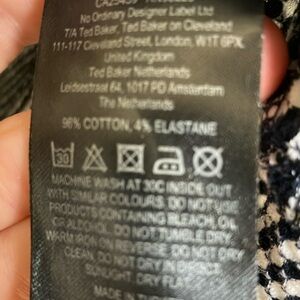 No Ordinary Designer Label Ltd
T/A Ted Baker on Cleveland
111-117 Cleveland Street, London, W1T 6PX
United Kingdom
Ted Baker Netherlands
Leidsestraat 64, 1017 PD Amsterdam
The Netherlands
96% COTTON, 4% ELASTANE
30
MACHINE WASH AT 30C INSIDE OUT
WITH SIMILAR COLOURS. DO NOT USE
PRODUCTS CONTAINING BLEACH, OIL
OR ALCOHOL. DO NOT TUMBLE DRY.
WARM IRON ON REVERSE. DO NOT DRY
CLEAN. DO NOT DRY IN DIRECT
SUNLIGHT. DRY FLAT
MADE IN